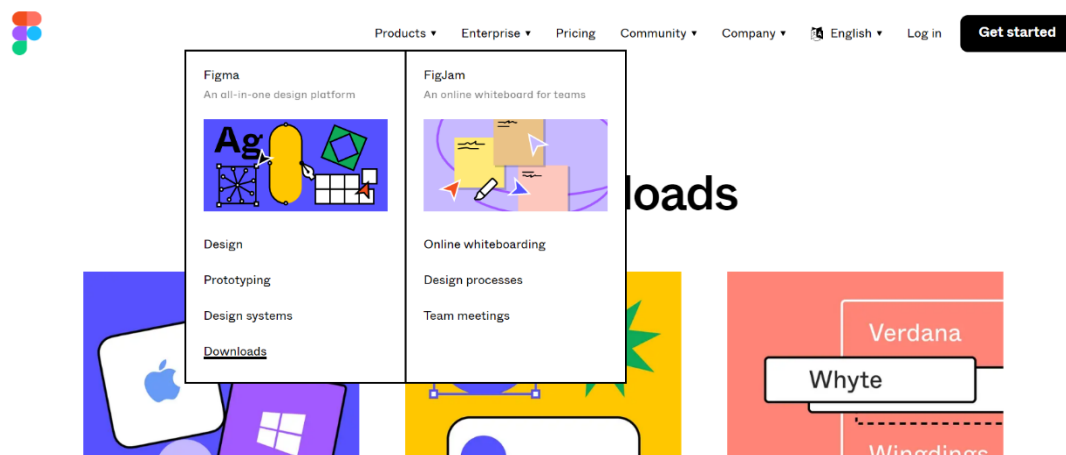 Products ▾ Enterprise ▾ Pricing Community ▾ Company ▾ English ▾ Log in Get started
Figma
An all-in-one design platform
Ag
Design
Prototyping
Design systems
Downloads
FigJam
An online whiteboard for teams
Online whiteboarding
Design processes
Team meetings
loads
Verdana
Whyte
Wingdings